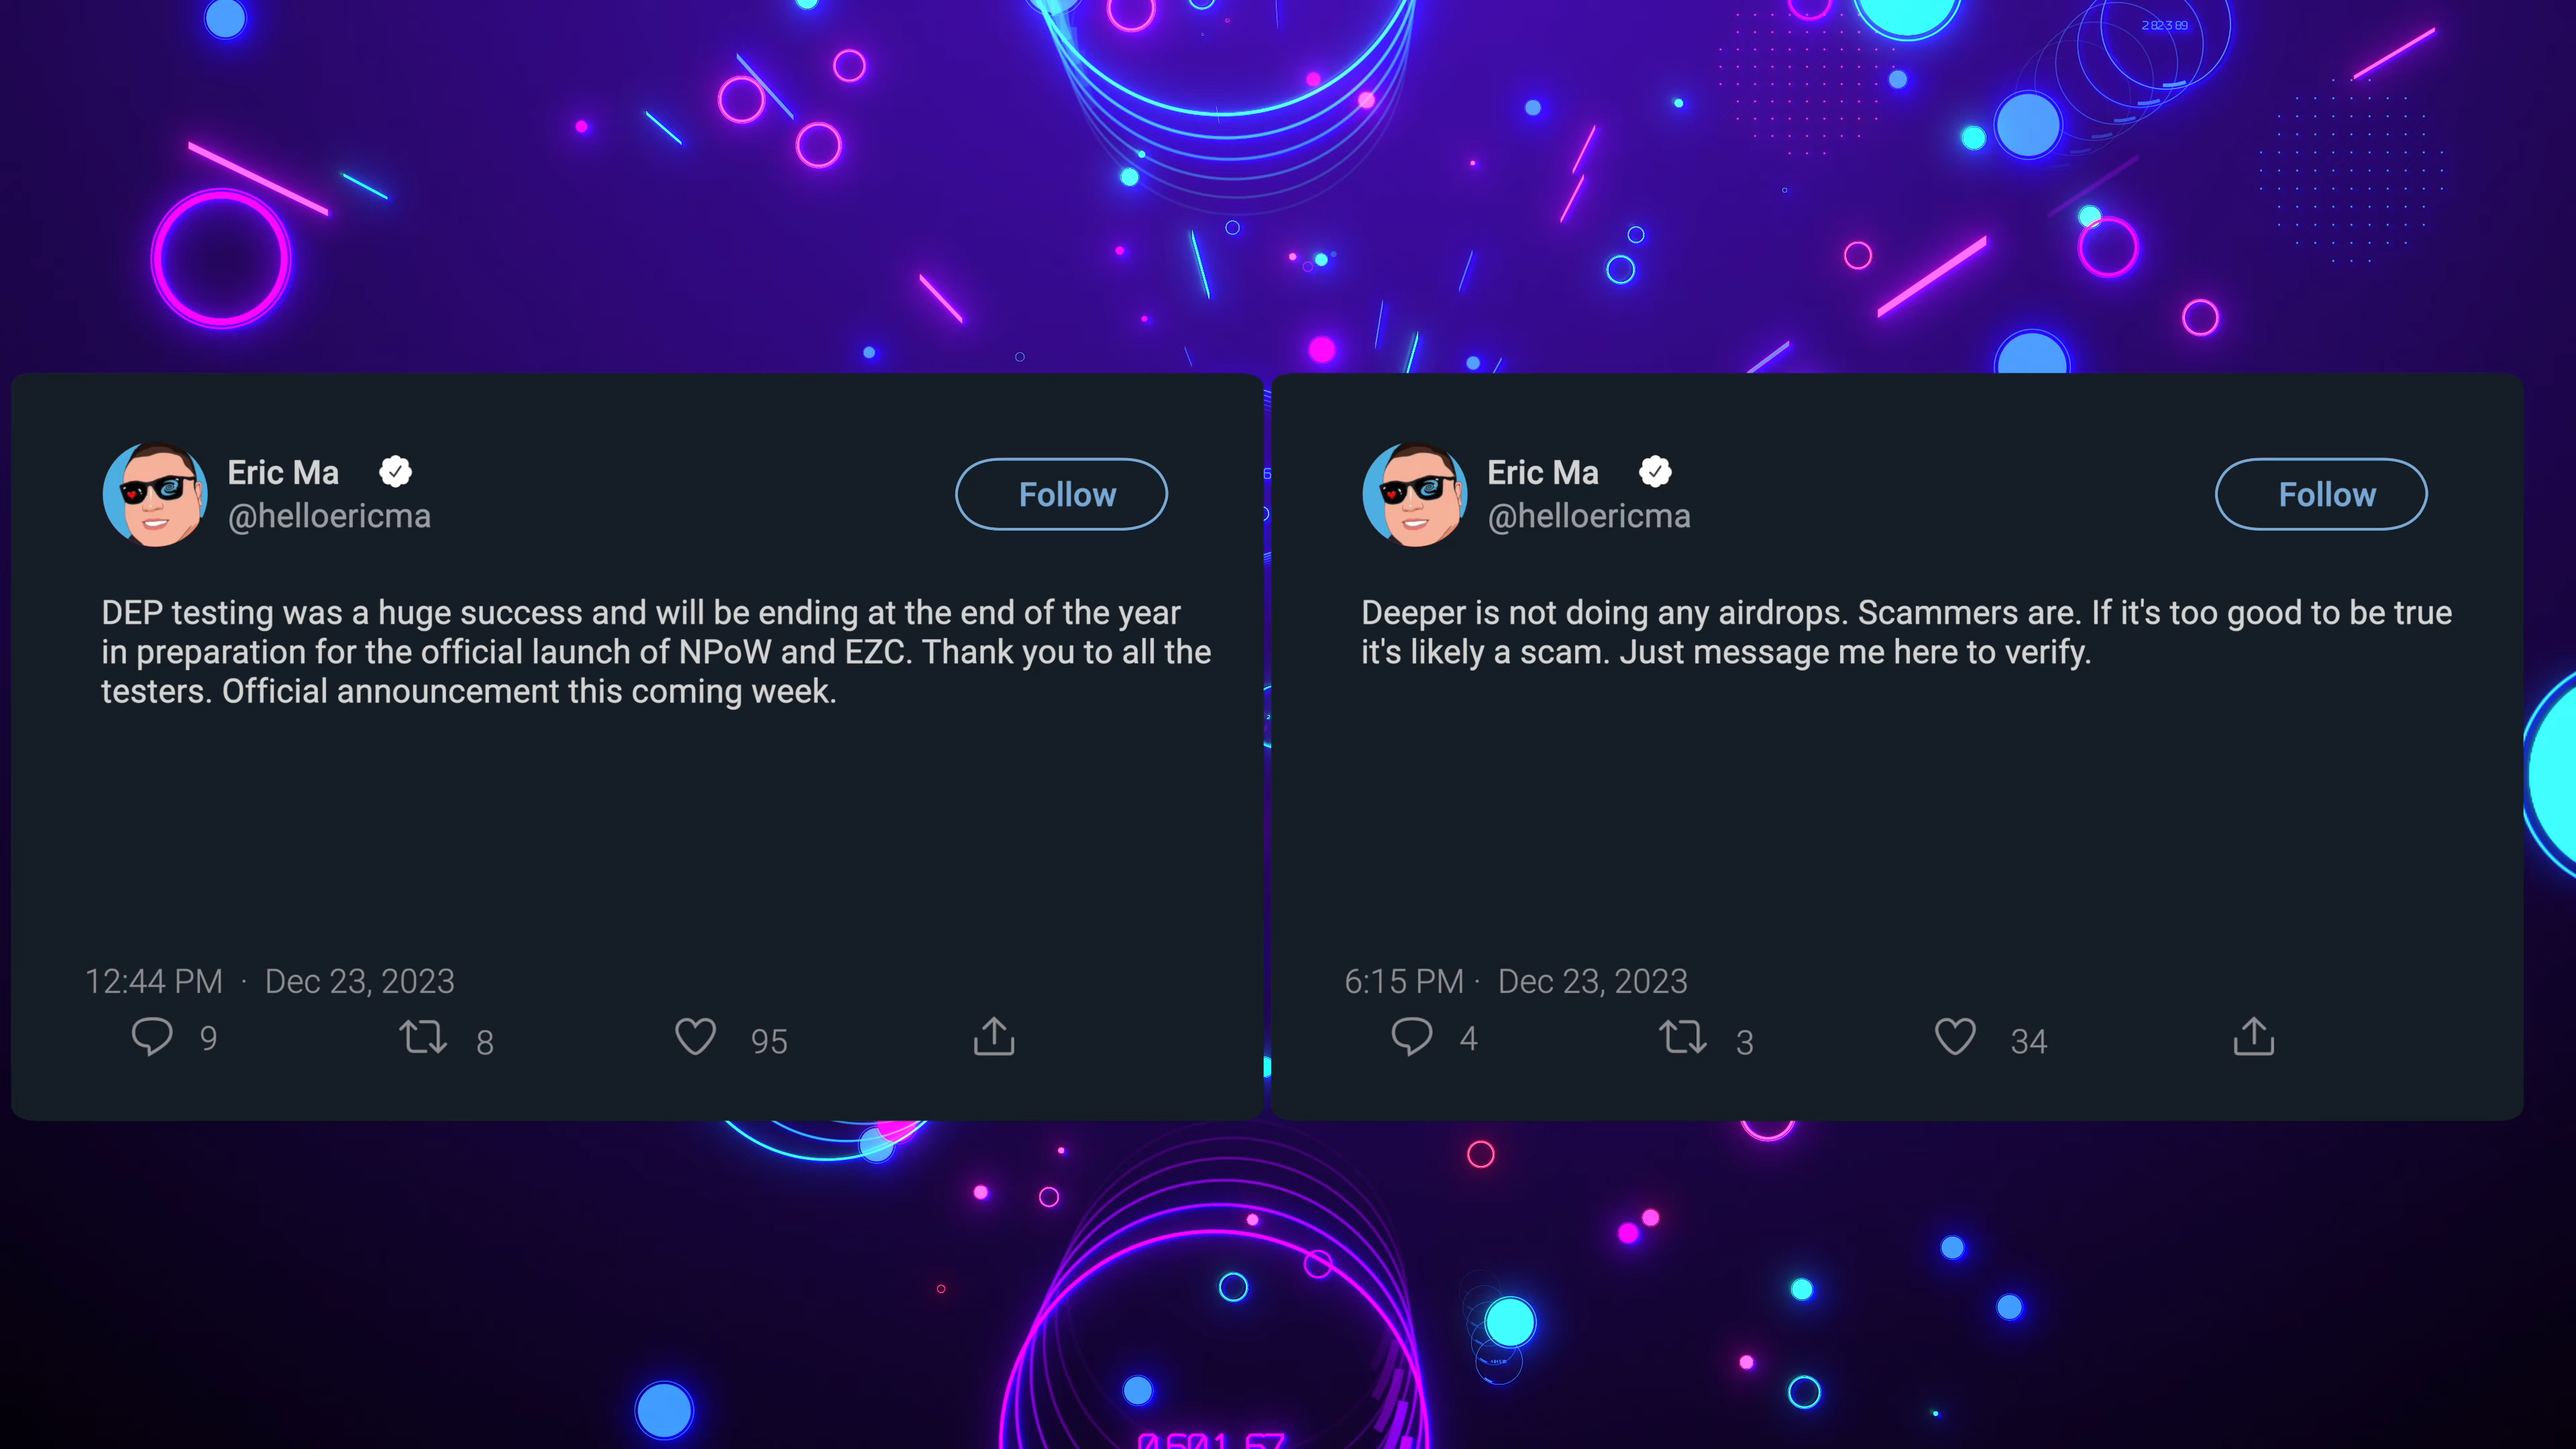 Eric Ma
@helloericma
Follow
DEP testing was a huge success and will be ending at the end of the year
in preparation for the official launch of NPoW and EZC. Thank you to all the
testers. Official announcement this coming week.
12:44 PM · Dec 23, 2023
9 8 95
Eric Ma
@helloericma
Follow
Deeper is not doing any airdrops. Scammers are. If it's too good to be true
it's likely a scam. Just message me here to verify.
6:15 PM · Dec 23, 2023
4 3 34